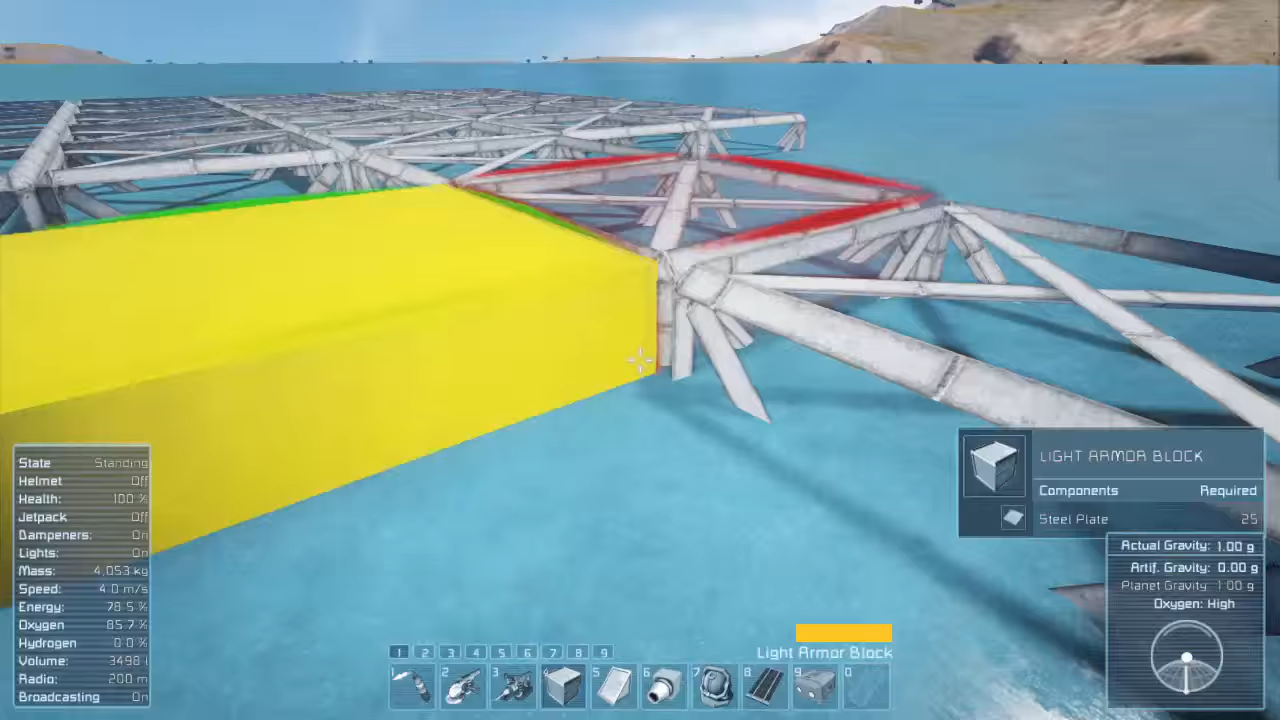 State Standing
Helmet Off
Health: 100 %
Jetpack Off
Dampeners: On
Lights: On
Mass: 4,053 kg
Speed: 4.0 m/s
Energy: 78.5 %
Oxygen 85.7 %
Hydrogen 0.0 %
Volume: 3498 l
Radio: 200 m
Broadcasting On
1 2 3 4 5 6 7 8 9
Light Armor Block
1 2 3 5 6 7 8 9 0
LIGHT ARMOR BLOCK
Components Required
Steel Plate 25
Actual Gravity: 1.00 g
Artif. Gravity: 0.00 g
Planet Gravity: 1.00 g
Oxygen: High